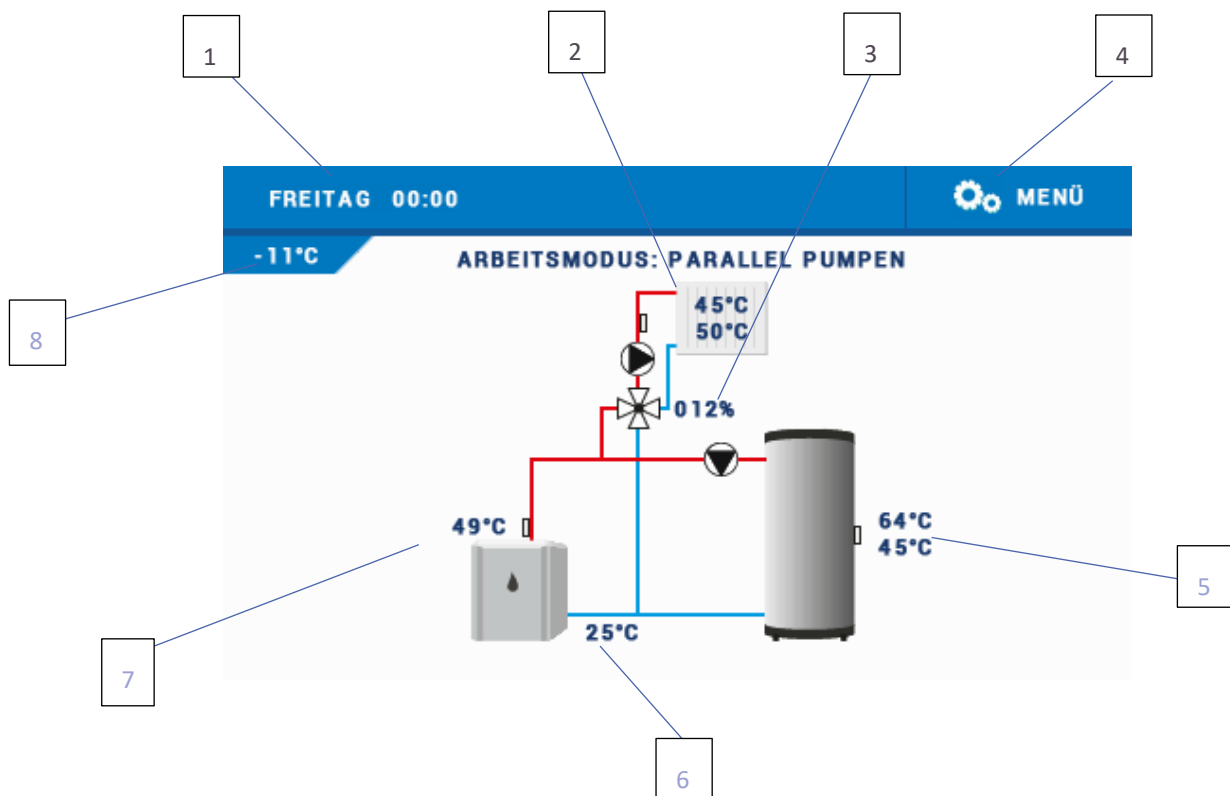 1
2
3
4
FREITAG 00:00
MENÜ
-11°C
ARBEITSMODUS: PARALLEL PUMPEN
45°C
50°C
8
012%
64°C
45°C
49°C
5
25°C
7
6